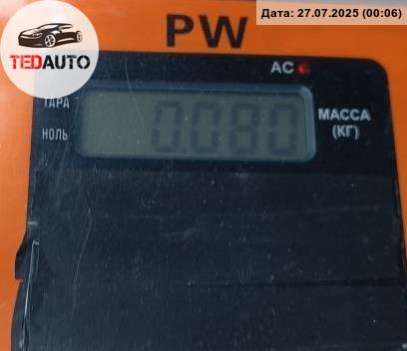 Дата: 27.07.2025 (00:06)
TEDAUTO
PW
AC
ТАРА
НОЛЬ
0.080
МАССА
(КГ)